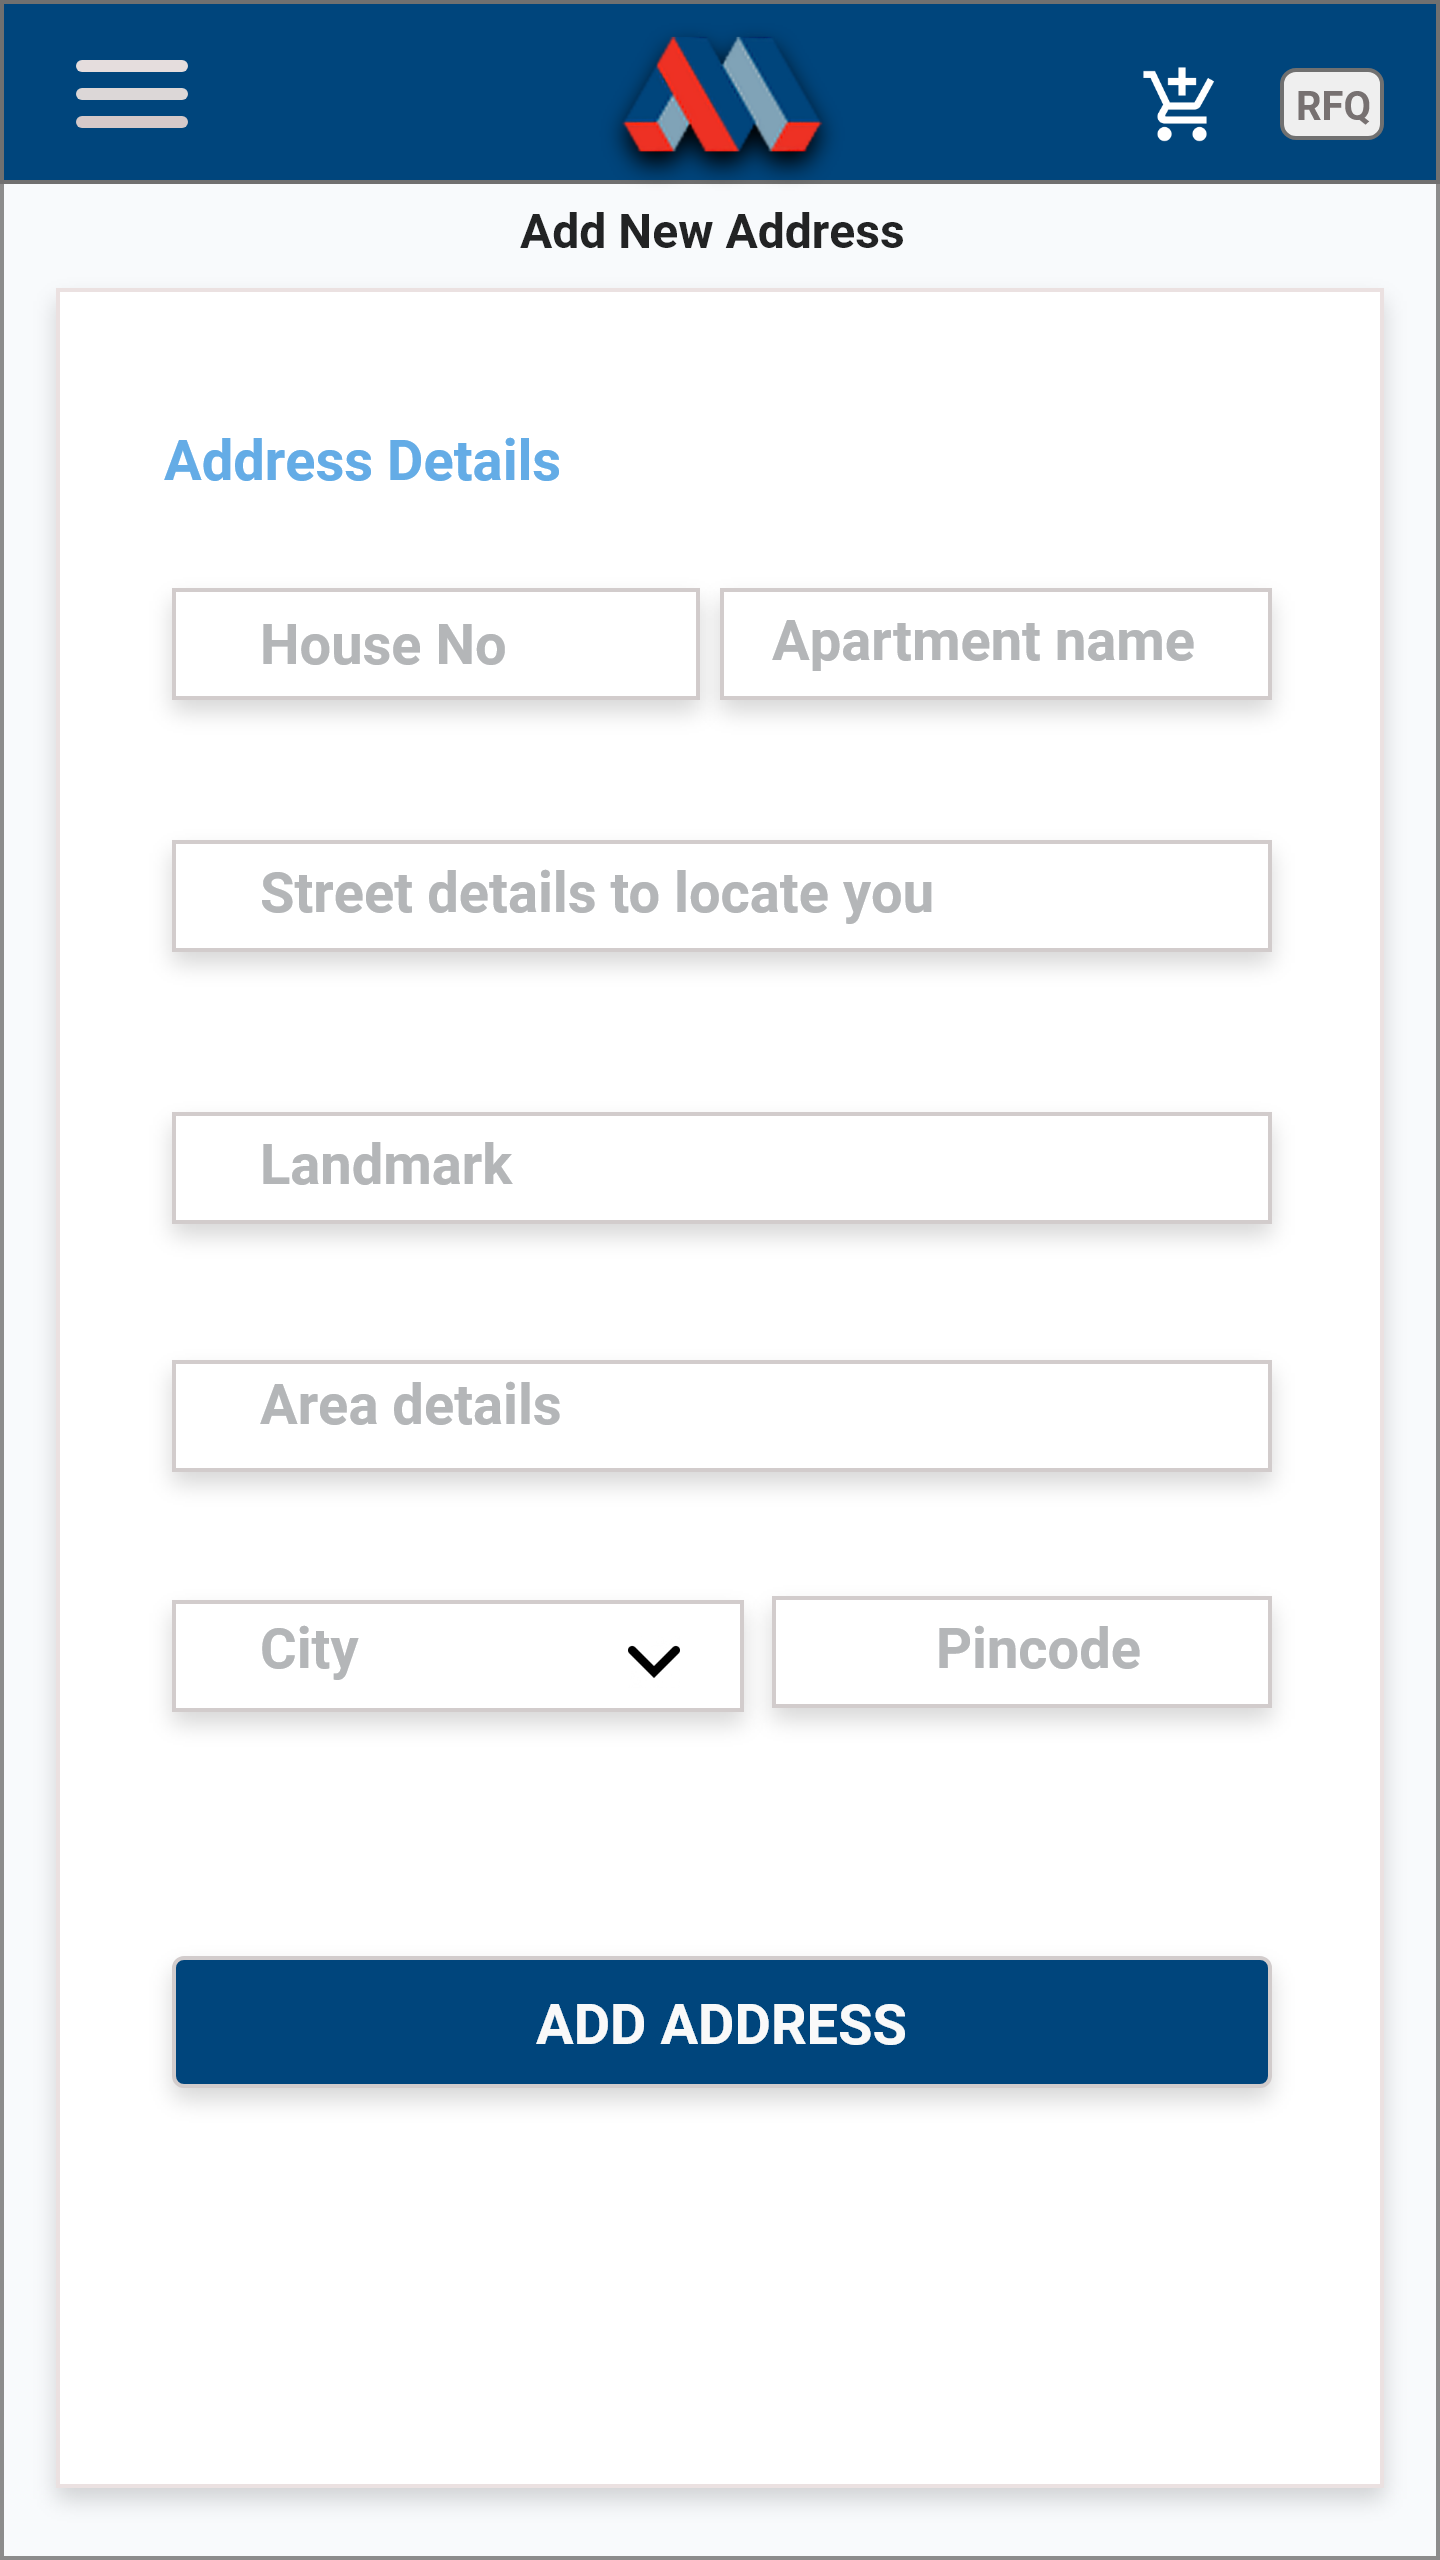 RFQ
Add New Address
Address Details
House No
Apartment name
Street details to locate you
Landmark
Area details
City
Pincode
ADD ADDRESS